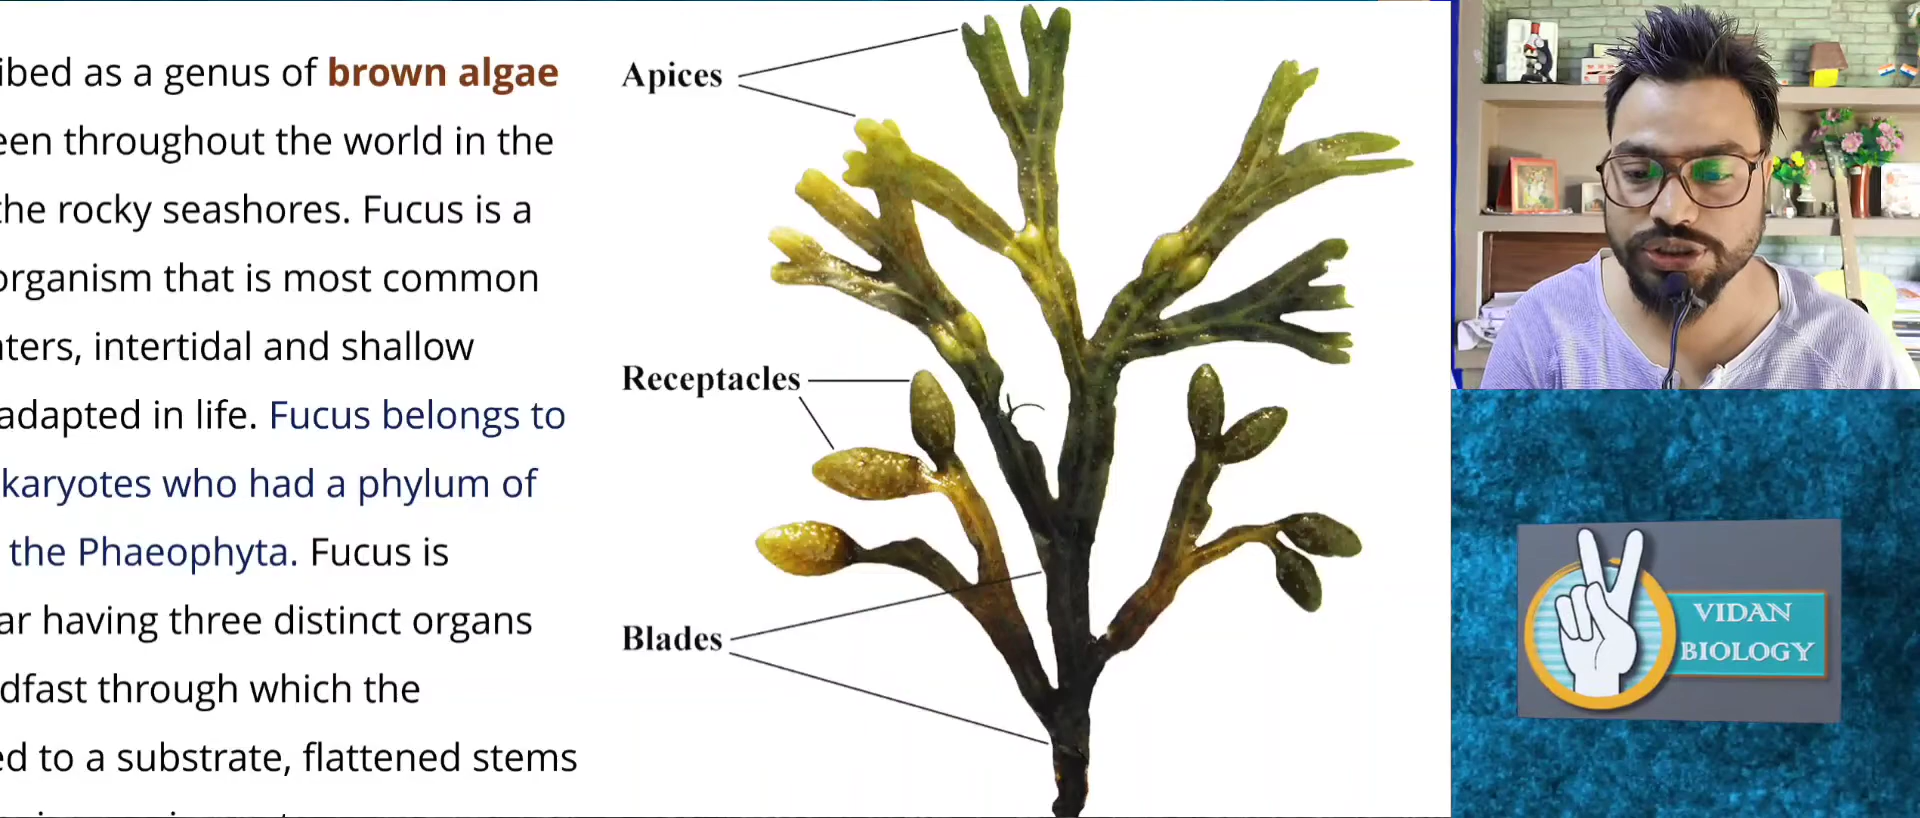 ibed as a genus of brown algae
een throughout the world in the
the rocky seashores. Fucus is a
organism that is most common
ters, intertidal and shallow
adapted in life. Fucus belongs to
karyotes who had a phylum of
the Phaeophyta. Fucus is
ar having three distinct organs
dfast through which the
ed to a substrate, flattened stems
Apices
Receptacles
Blades
VIDAN
BIOLOGY